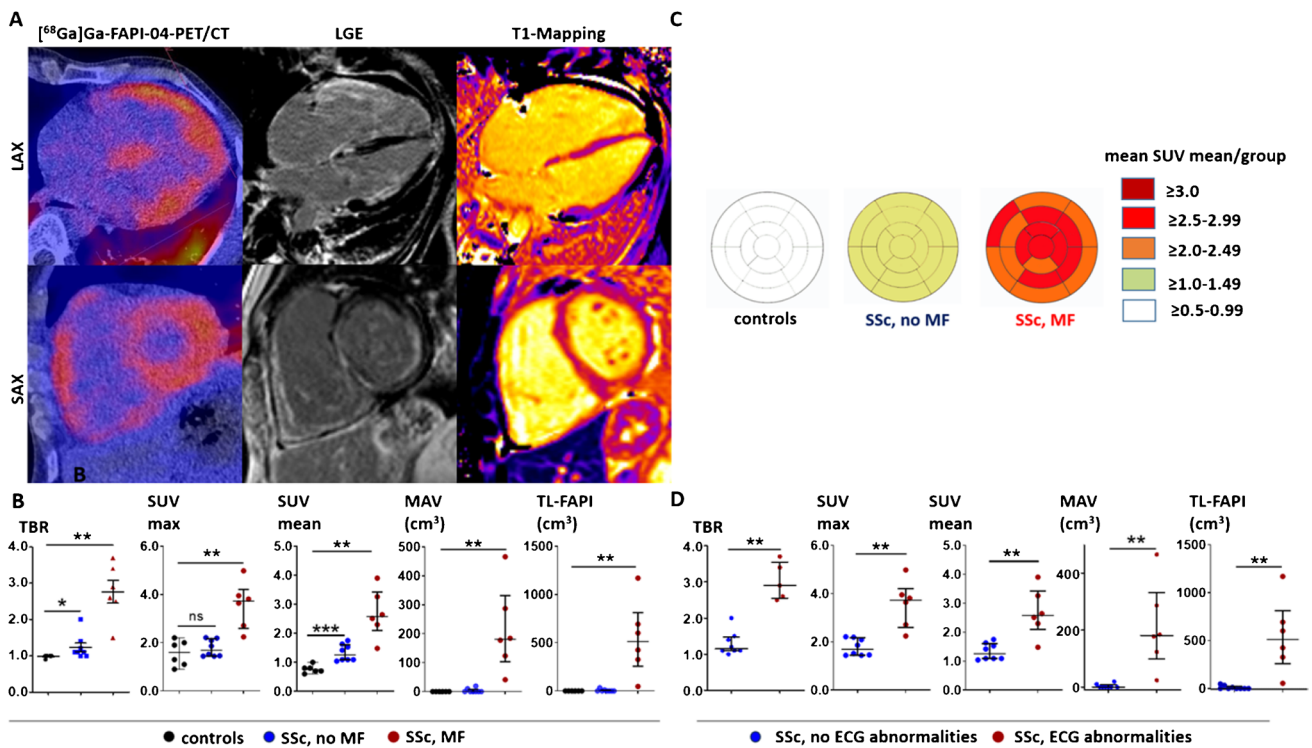 A
[⁶⁸Ga]Ga-FAPI-04-PET/CT LGE T1-Mapping
LAX
SAX
B
C
mean SUV mean/group
≥3.0
≥2.5-2.99
≥2.0-2.49
≥1.0-1.49
≥0.5-0.99
controls SSc, no MF SSc, MF
B
TBR
4.0
3.0
2.0
1.0
0.0
* **
SUV
max
6.0
4.0
2.0
0.0
ns **
SUV
mean
5.0
4.0
3.0
2.0
1.0
0.0
*** **
MAV
(cm³)
500
400
300
200
100
0
**
TL-FAPI
(cm³)
1500
1000
500
0
**
controls SSc, no MF SSc, MF
D
TBR
4.0
3.0
2.0
1.0
0.0
**
SUV
max
6.0
4.0
2.0
0.0
**
SUV
mean
5.0
4.0
3.0
2.0
1.0
0.0
**
MAV
(cm³)
400
200
0
**
TL-FAPI
(cm³)
1500
1000
500
0
**
SSc, no ECG abnormalities SSc, ECG abnormalities